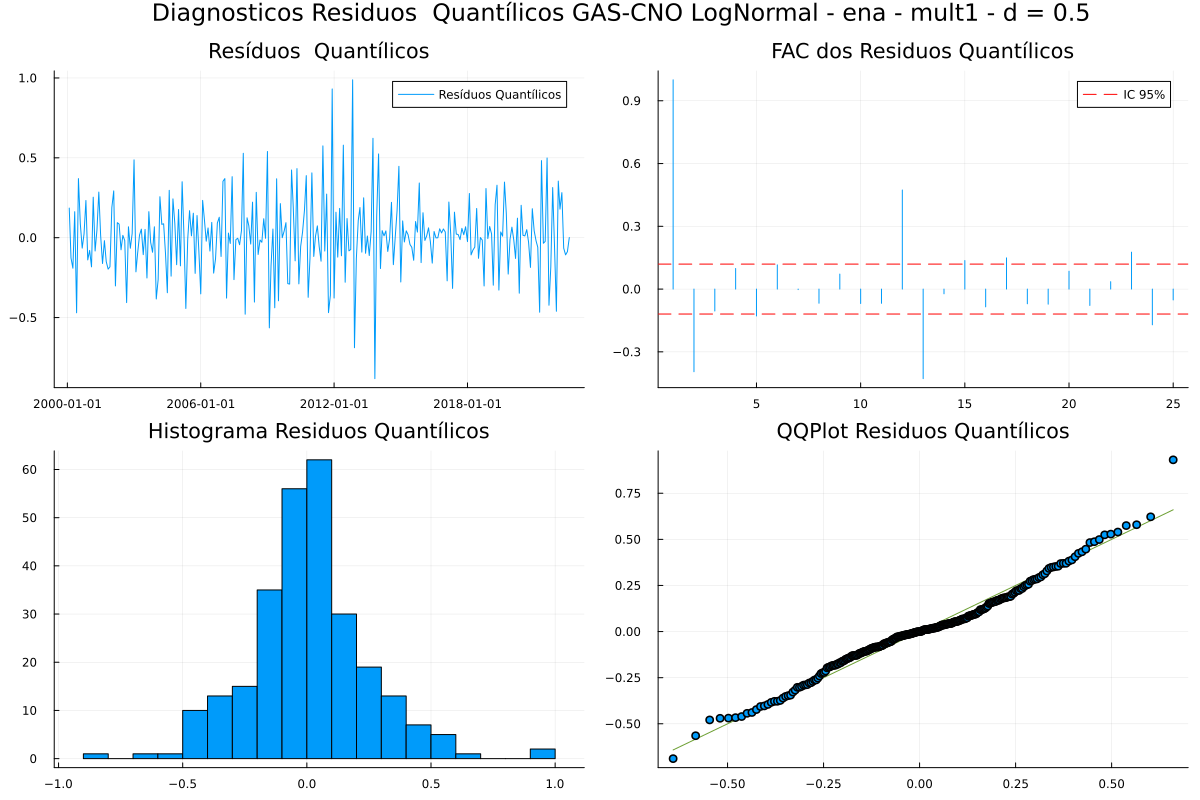 Diagnosticos Residuos  Quantílicos GAS-CNO LogNormal - ena - mult1 - d = 0.5
Resíduos  Quantílicos
1.0
0.5
0.0
−0.5
Resíduos Quantílicos
2000-01-01 2006-01-01 2012-01-01 2018-01-01
FAC dos Residuos Quantílicos
0.9
0.6
0.3
0.0
−0.3
IC 95%
5 10 15 20 25
Histograma Residuos Quantílicos
60
50
40
30
20
10
0
−1.0 −0.5 0.0 0.5 1.0
QQPlot Residuos Quantílicos
0.75
0.50
0.25
0.00
−0.25
−0.50
−0.50 −0.25 0.00 0.25 0.50